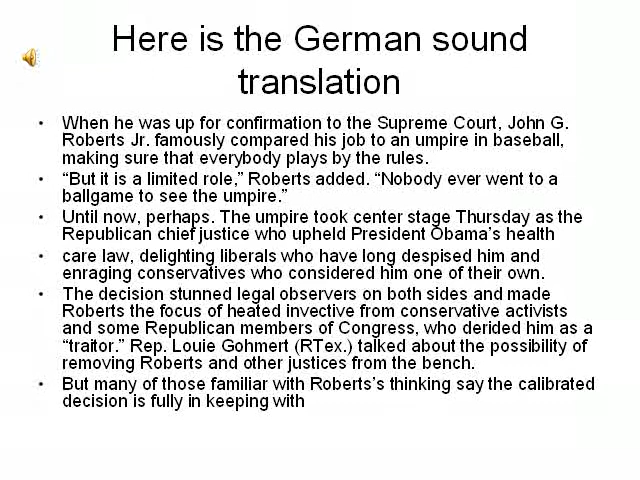 Here is the German sound
translation
• When he was up for confirmation to the Supreme Court, John G.
Roberts Jr. famously compared his job to an umpire in baseball,
making sure that everybody plays by the rules.
• “But it is a limited role,” Roberts added. “Nobody ever went to a
ballgame to see the umpire.”
• Until now, perhaps. The umpire took center stage Thursday as the
Republican chief justice who upheld President Obama’s health
• care law, delighting liberals who have long despised him and
enraging conservatives who considered him one of their own.
• The decision stunned legal observers on both sides and made
Roberts the focus of heated invective from conservative activists
and some Republican members of Congress, who derided him as a
“traitor.” Rep. Louie Gohmert (RTex.) talked about the possibility of
removing Roberts and other justices from the bench.
• But many of those familiar with Roberts’s thinking say the calibrated
decision is fully in keeping with